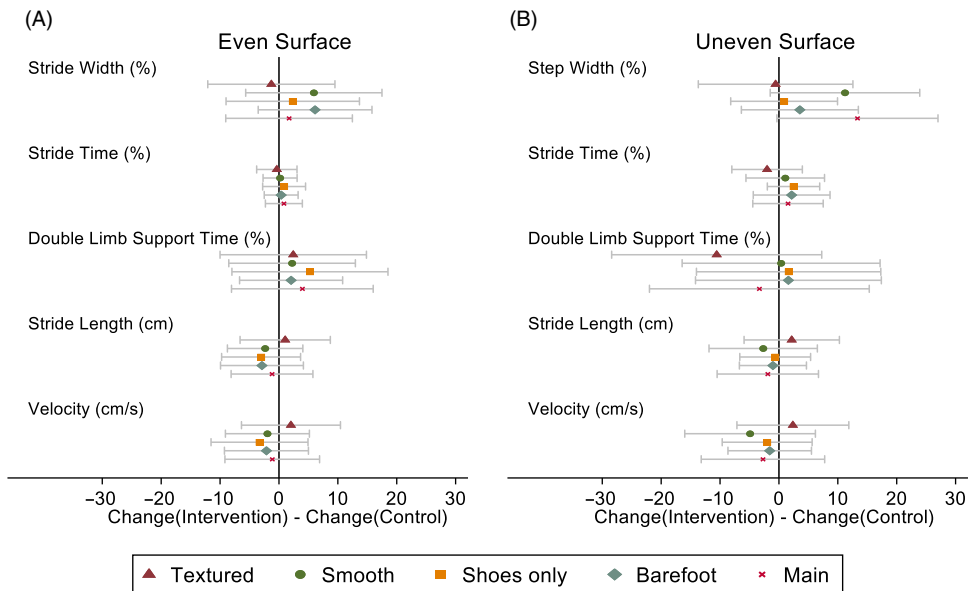 (A)
Even Surface
Stride Width (%)
Stride Time (%)
Double Limb Support Time (%)
Stride Length (cm)
Velocity (cm/s)
−30 −20 −10 0 10 20 30
Change(Intervention) - Change(Control)
(B)
Uneven Surface
Step Width (%)
Stride Time (%)
Double Limb Support Time (%)
Stride Length (cm)
Velocity (cm/s)
−30 −20 −10 0 10 20 30
Change(Intervention) - Change(Control)
Textured Smooth Shoes only Barefoot Main